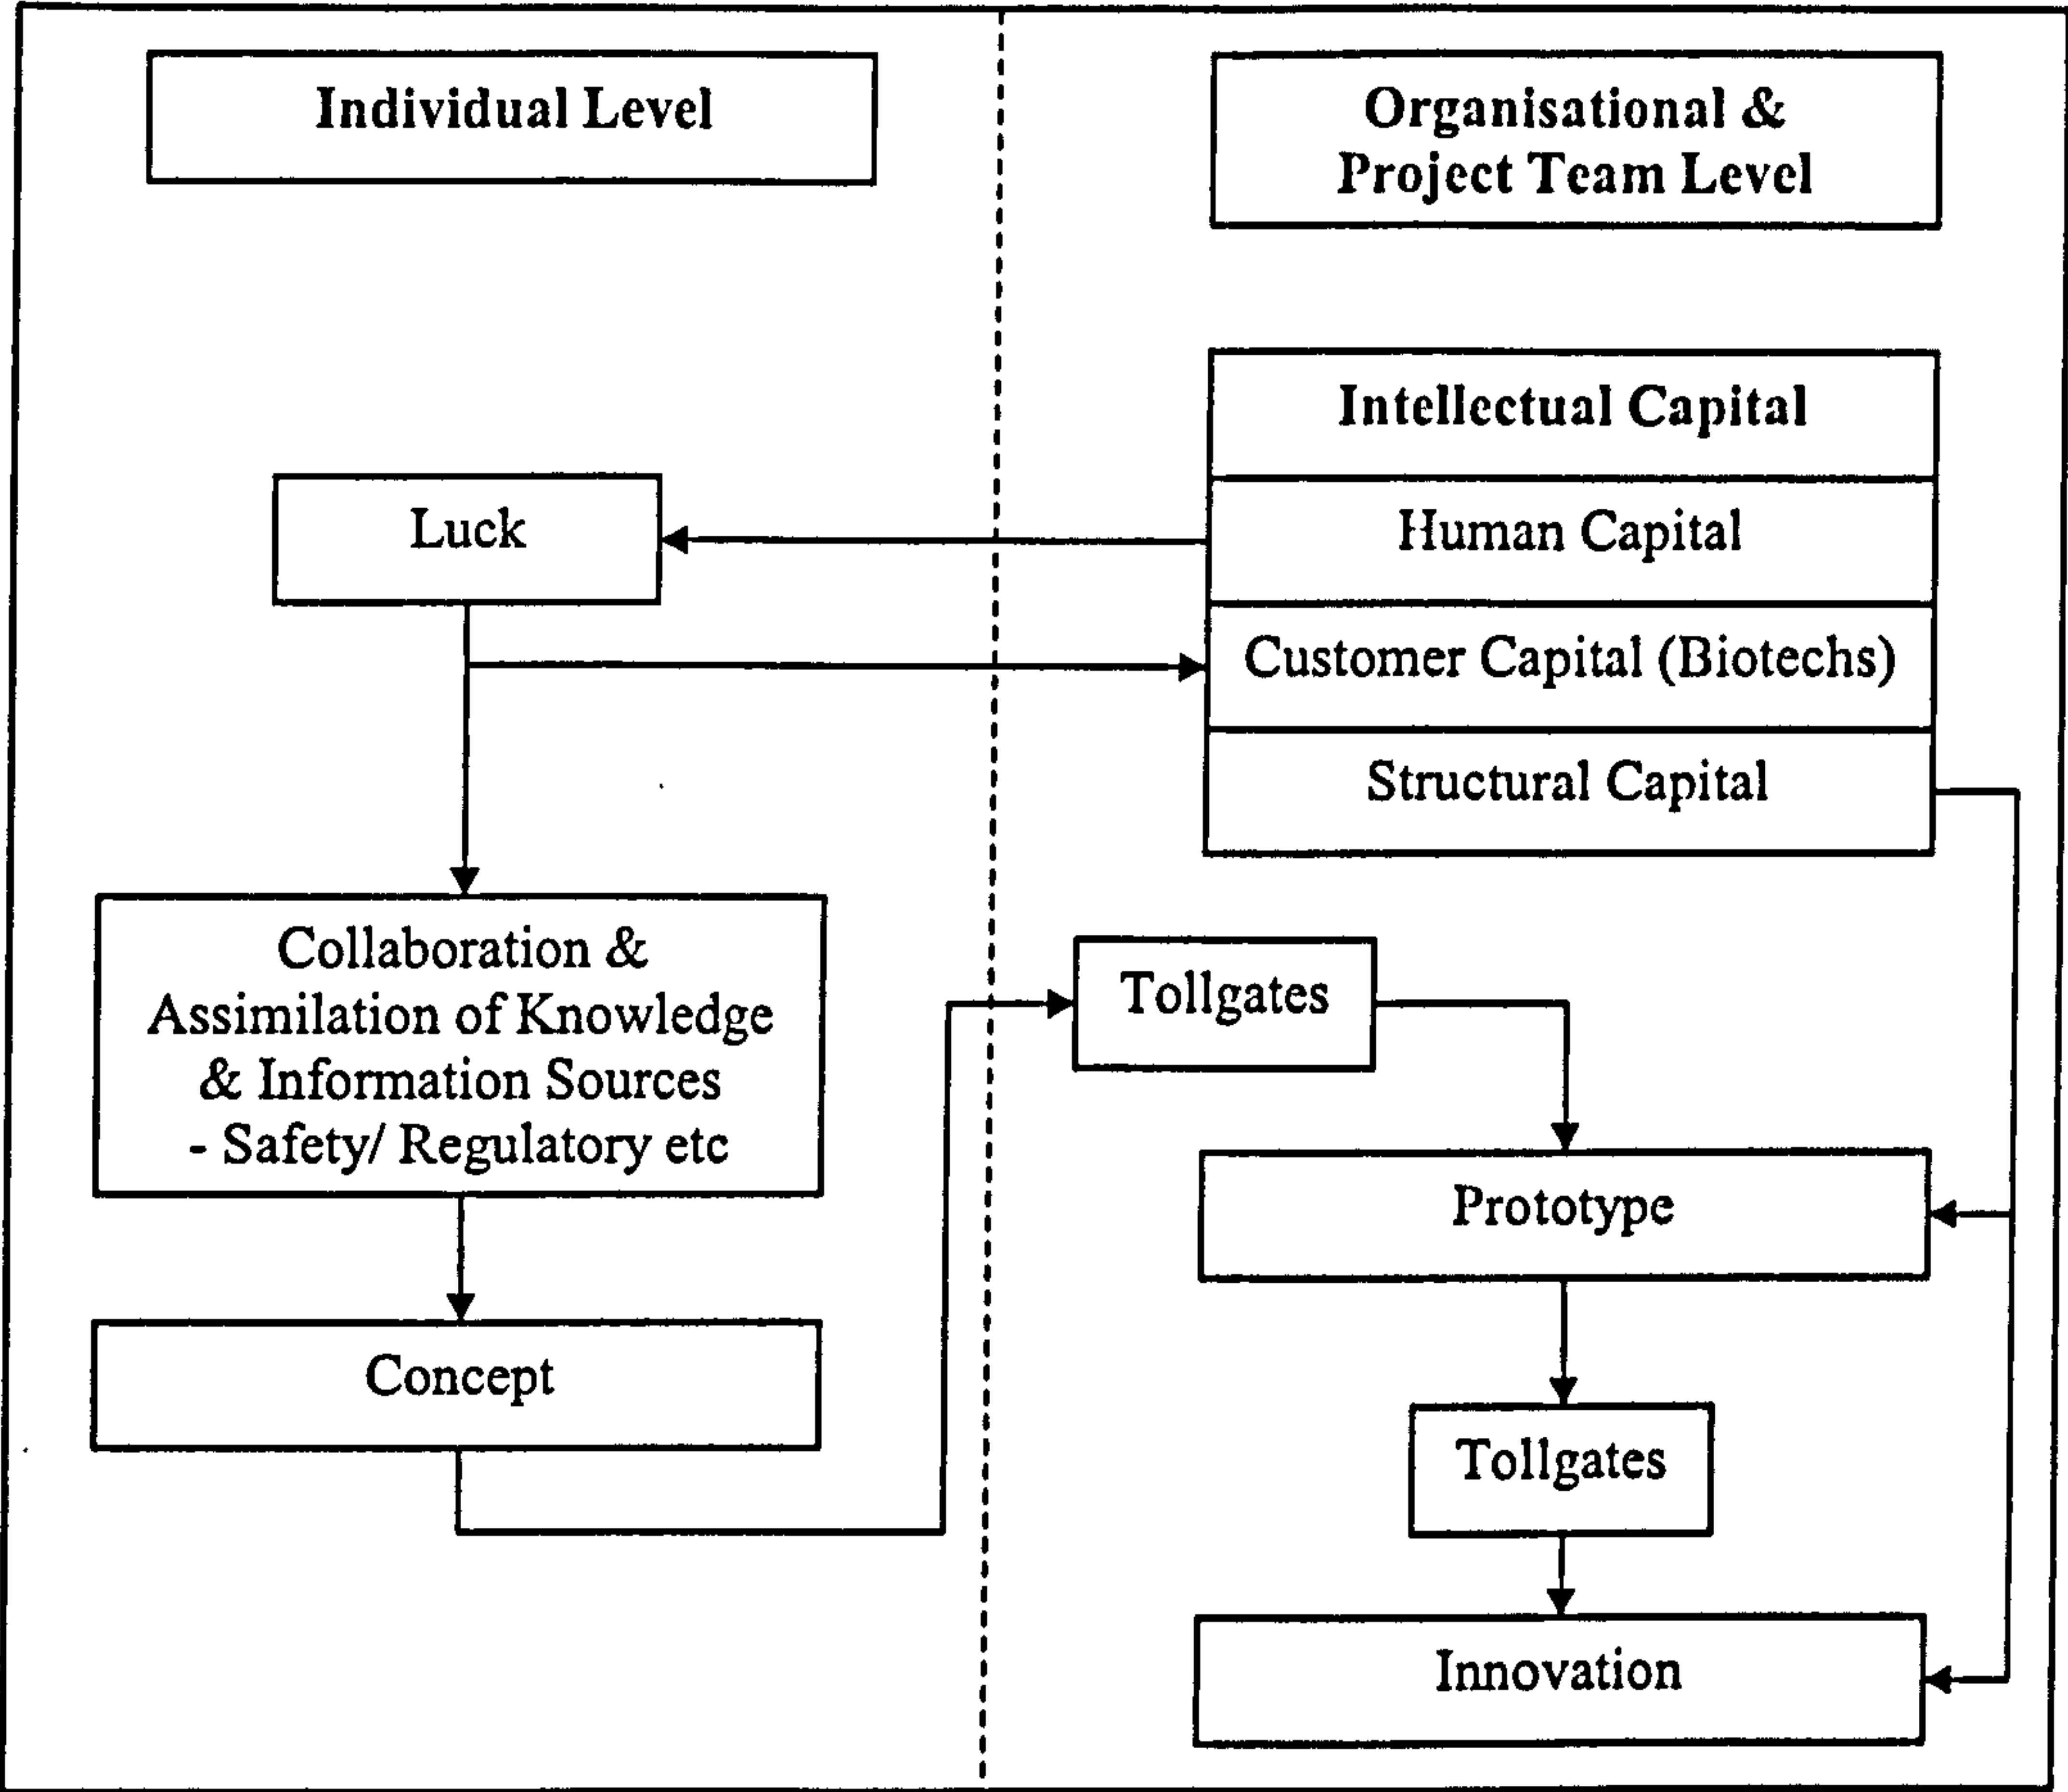 Individual Level
Organisational &
Project Team Level
Intellectual Capital
Luck
Human Capital
Customer Capital (Biotechs)
Structural Capital
Collaboration &
Assimilation of Knowledge
& Information Sources
- Safety/ Regulatory etc
Tollgates
Prototype
Concept
Tollgates
Innovation